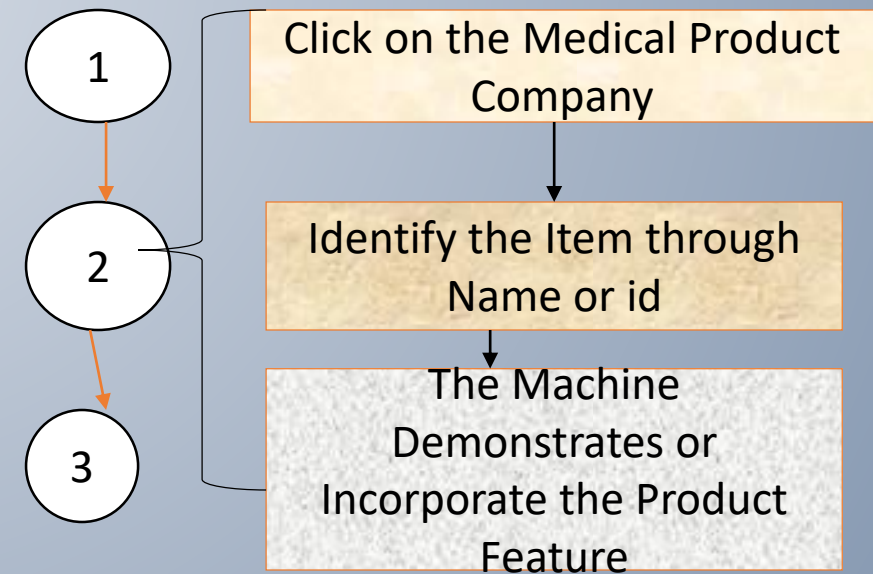 1
Click on the Medical Product
Company
2
Identify the Item through
Name or id
3
The Machine
Demonstrates or
Incorporate the Product
Feature